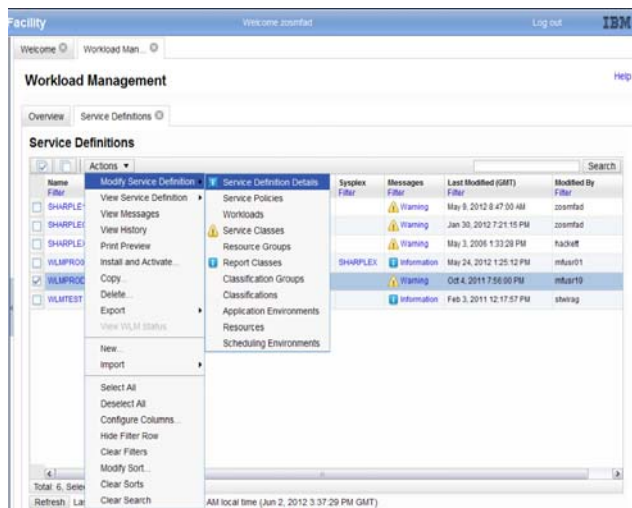 Facility Welcome zosmfad Log out IBM
Welcome Workload Man...
Workload Management Help
Overview Service Definitions
Service Definitions
Actions Search
Name Sysplex Messages Last Modified (GMT) Modified By
Filter Filter Filter Filter Filter
SHARPLE Warning May 9, 2012 8:47:00 AM zosmfad
SHARPLE Warning Jan 30, 2012 7:21:15 PM zosmfad
SHARPLE Warning May 3, 2006 1:33:28 PM hackett
WLMPROD SHARPLEX Information May 24, 2012 1:25:12 PM mfusr01
WLMPROD Warning Oct 4, 2011 7:56:00 PM mfusr10
WLMTEST Information Feb 3, 2011 12:17:57 PM stwirag
Modify Service Definition
View Service Definition
View Messages
View History
Print Preview
Install and Activate...
Copy...
Delete...
Export
View WLM Status
New...
Import
Select All
Deselect All
Configure Columns...
Hide Filter Row
Clear Filters
Modify Sort...
Clear Sorts
Clear Search
Service Definition Details
Service Policies
Workloads
Service Classes
Resource Groups
Report Classes
Classification Groups
Classifications
Application Environments
Resources
Scheduling Environments
Total: 6, Sele
Refresh Las AM local time (Jun 2, 2012 3:37:29 PM GMT)